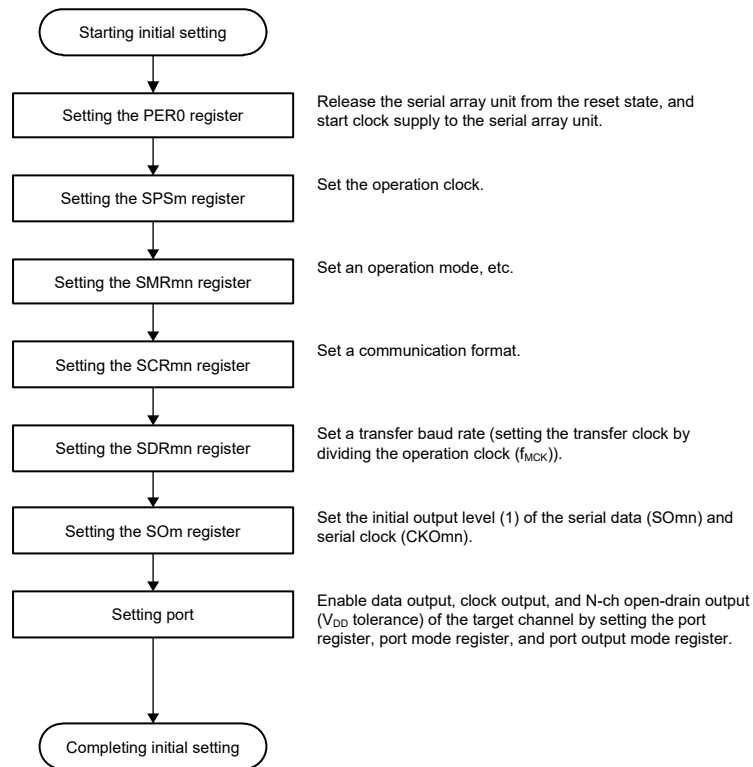 Starting initial setting
Setting the PER0 register
Release the serial array unit from the reset state, and
start clock supply to the serial array unit.
Setting the SPSm register
Set the operation clock.
Setting the SMRmn register
Set an operation mode, etc.
Setting the SCRmn register
Set a communication format.
Setting the SDRmn register
Set a transfer baud rate (setting the transfer clock by
dividing the operation clock (fMCK)).
Setting the SOm register
Set the initial output level (1) of the serial data (SOmn) and
serial clock (CKOmn).
Setting port
Enable data output, clock output, and N-ch open-drain output
(VDD tolerance) of the target channel by setting the port
register, port mode register, and port output mode register.
Completing initial setting